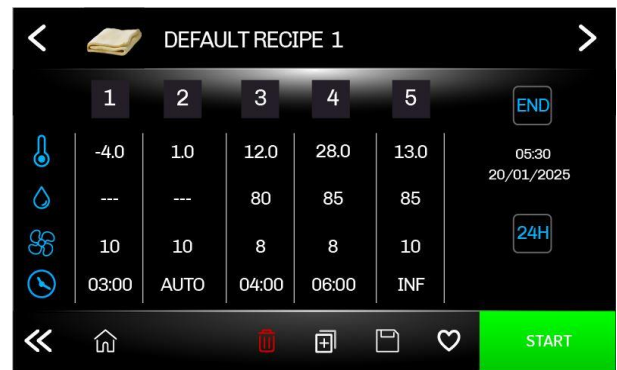 DEFAULT RECIPE 1
1 2 3 4 5 END
-4.0 1.0 12.0 28.0 13.0 05:30
20/01/2025
--- --- 80 85 85
10 10 8 8 10 24H
03:00 AUTO 04:00 06:00 INF
START